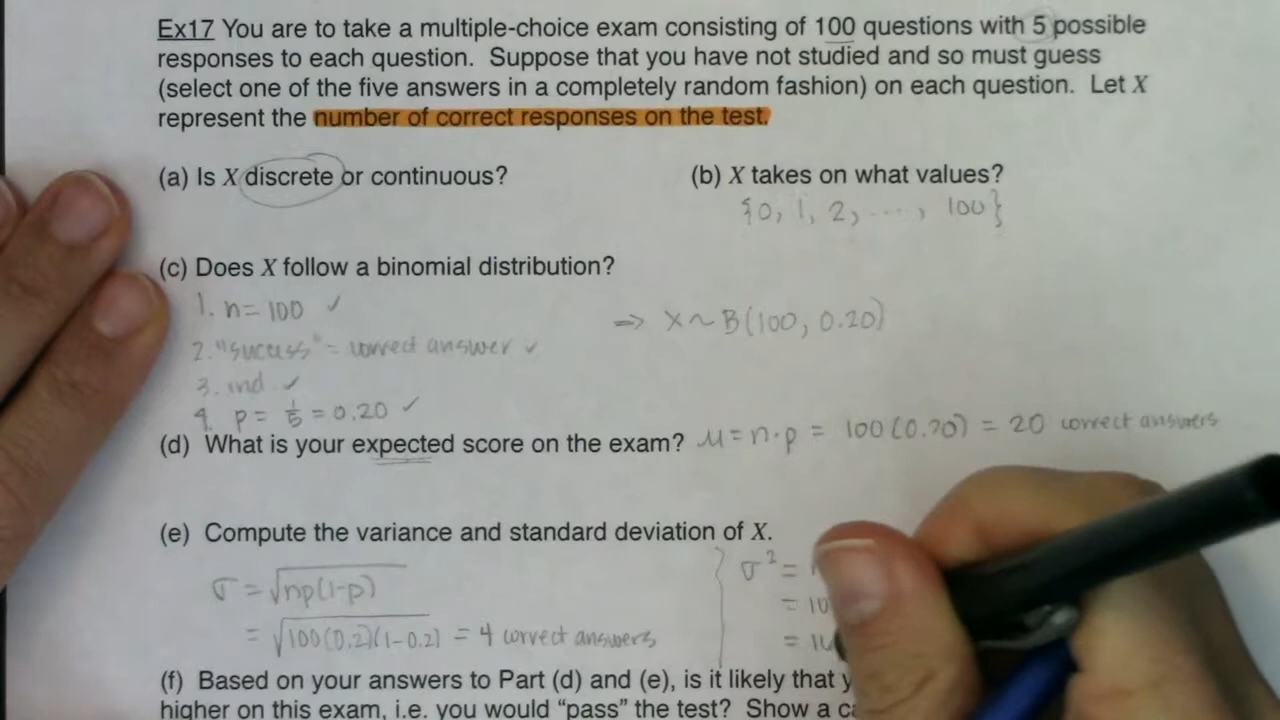 Ex17 You are to take a multiple-choice exam consisting of 100 questions with 5 possible
responses to each question. Suppose that you have not studied and so must guess
(select one of the five answers in a completely random fashion) on each question. Let X
represent the number of correct responses on the test.
(a) Is X discrete or continuous?
(b) X takes on what values?
{0, 1, 2, ...., 100}
(c) Does X follow a binomial distribution?
1. n = 100 ✓
2. "success" = correct answer ✓
3. ind ✓
4. p = 1/5 = 0.20 ✓
⇒ X ~ B(100, 0.20)
(d) What is your expected score on the exam? μ = n·p = 100(0.20) = 20 correct answers
(e) Compute the variance and standard deviation of X.
σ = √np(1-p)
= √100(0.2)(1-0.2) = 4 correct answers
σ² =
= 10
=
(f) Based on your answers to Part (d) and (e), is it likely that
higher on this exam, i.e. you would "pass" the test? Show a